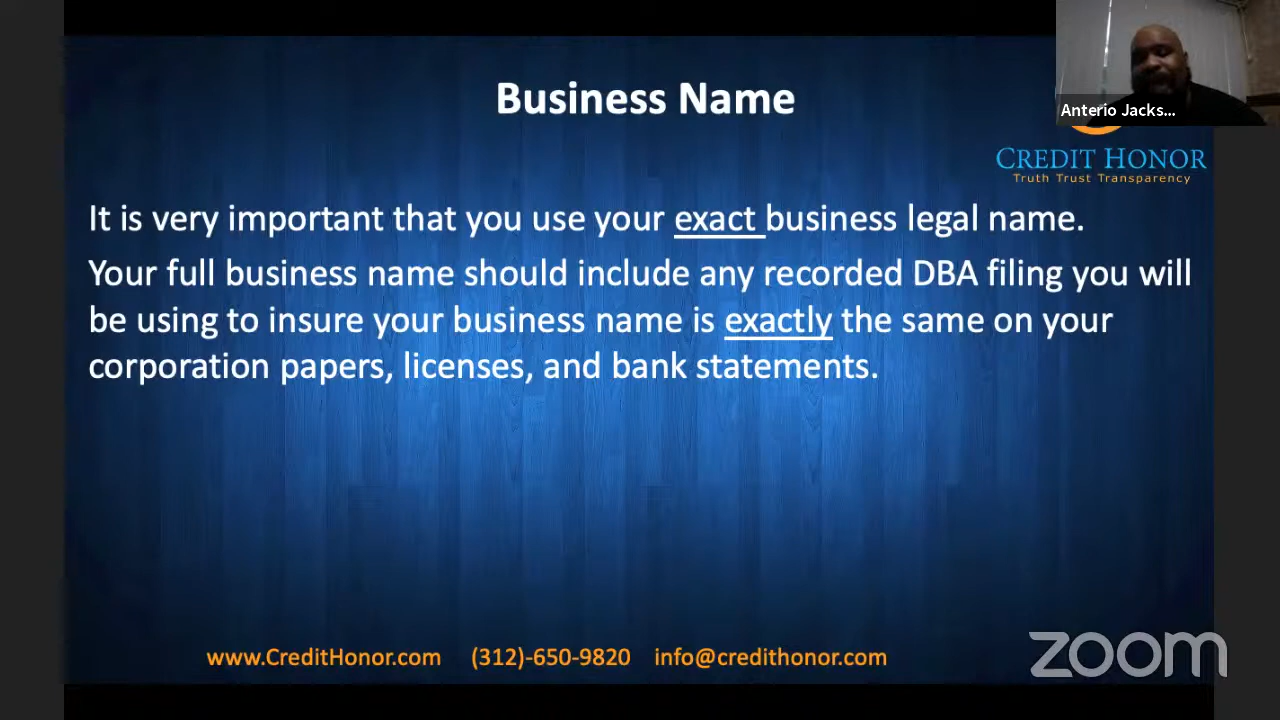 Business Name
Anterio Jacks...
CREDIT HONOR
Truth Trust Transparency
It is very important that you use your exact business legal name.
Your full business name should include any recorded DBA filing you will
be using to insure your business name is exactly the same on your
corporation papers, licenses, and bank statements.
www.CreditHonor.com (312)-650-9820 info@credithonor.com
zoom